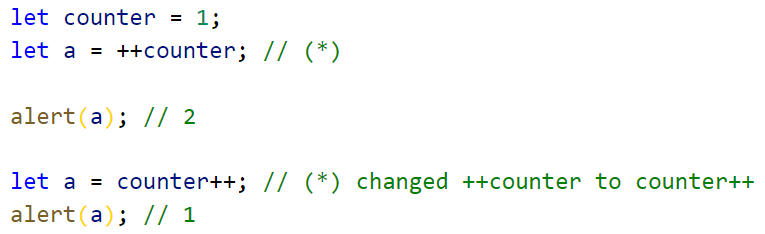 let counter = 1;
let a = ++counter; // (*)
alert(a); // 2
let a = counter++; // (*) changed ++counter to counter++
alert(a); // 1